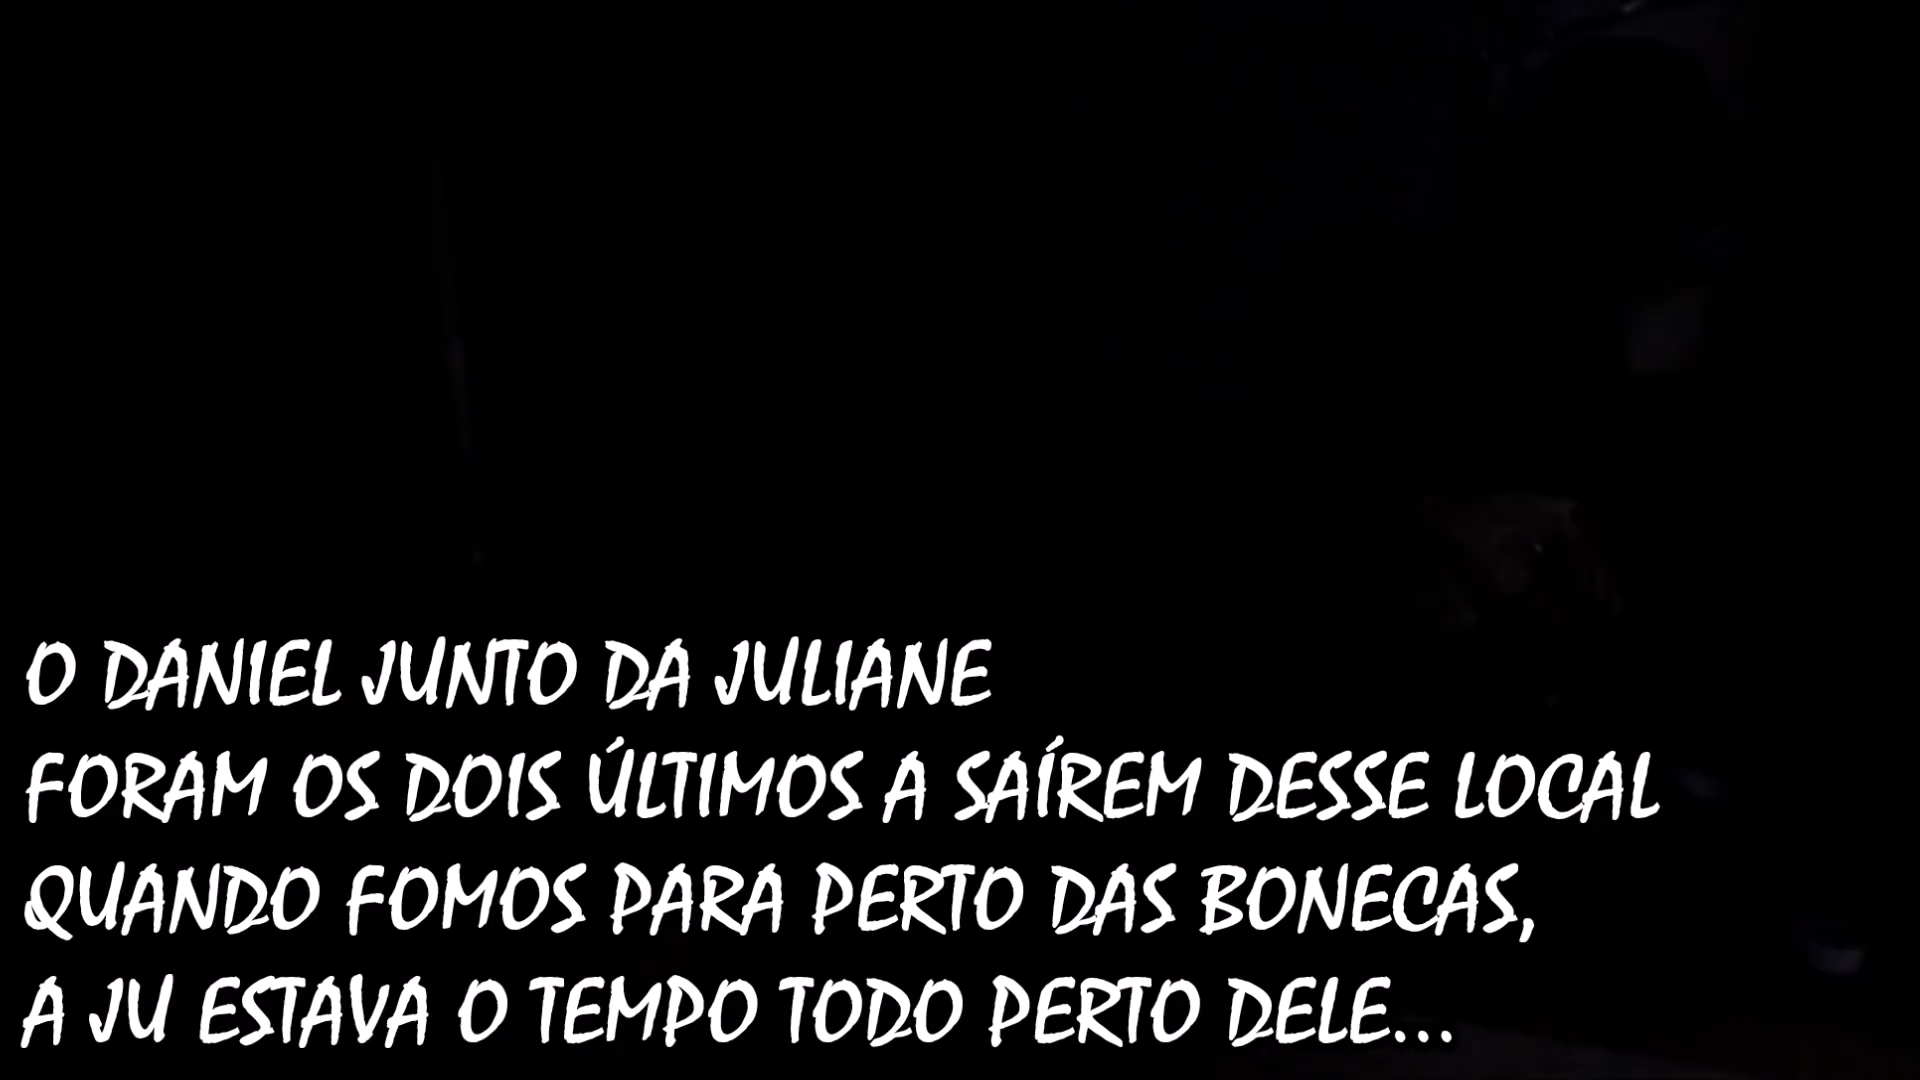 O DANIEL JUNTO DA JULIANE
FORAM OS DOIS ÚLTIMOS A SAÍREM DESSE LOCAL
QUANDO FOMOS PARA PERTO DAS BONECAS,
A JU ESTAVA O TEMPO TODO PERTO DELE...